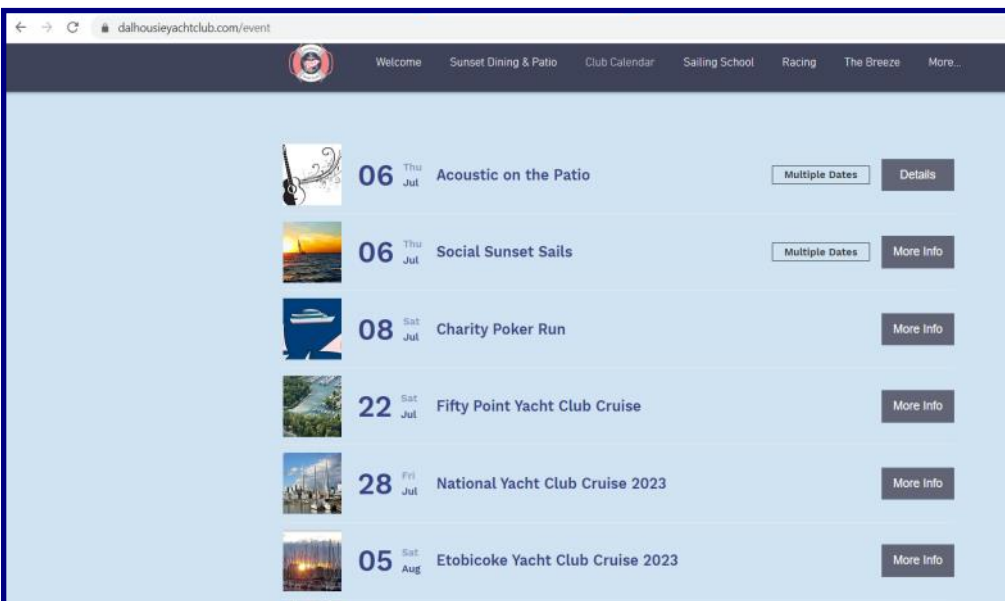 dalhousieyachtclub.com/event
Welcome Sunset Dining & Patio Club Calendar Sailing School Racing The Breeze More...
06 Thu Jul Acoustic on the Patio Multiple Dates Details
06 Thu Jul Social Sunset Sails Multiple Dates More Info
08 Sat Jul Charity Poker Run More Info
22 Sat Jul Fifty Point Yacht Club Cruise More Info
28 Fri Jul National Yacht Club Cruise 2023 More Info
05 Sat Aug Etobicoke Yacht Club Cruise 2023 More Info